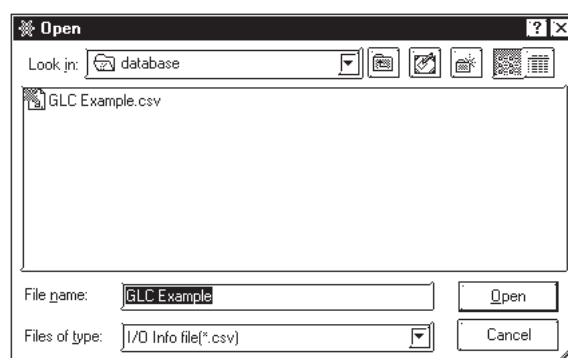 Open
Look in: database
GLC Example.csv
File name: GLC Example Open
Files of type: I/O Info file(*.csv) Cancel